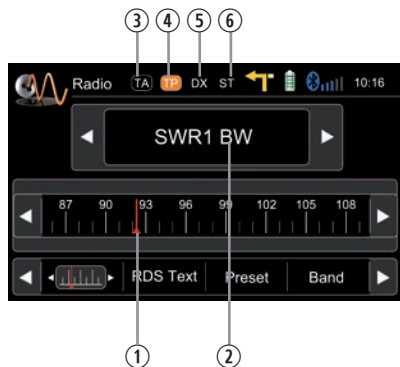 ③ ④ ⑤ ⑥
Radio TA TP DX ST 10:16
SWR1 BW
87 90 93 96 99 102 105 108
RDS Text Preset Band
① ②